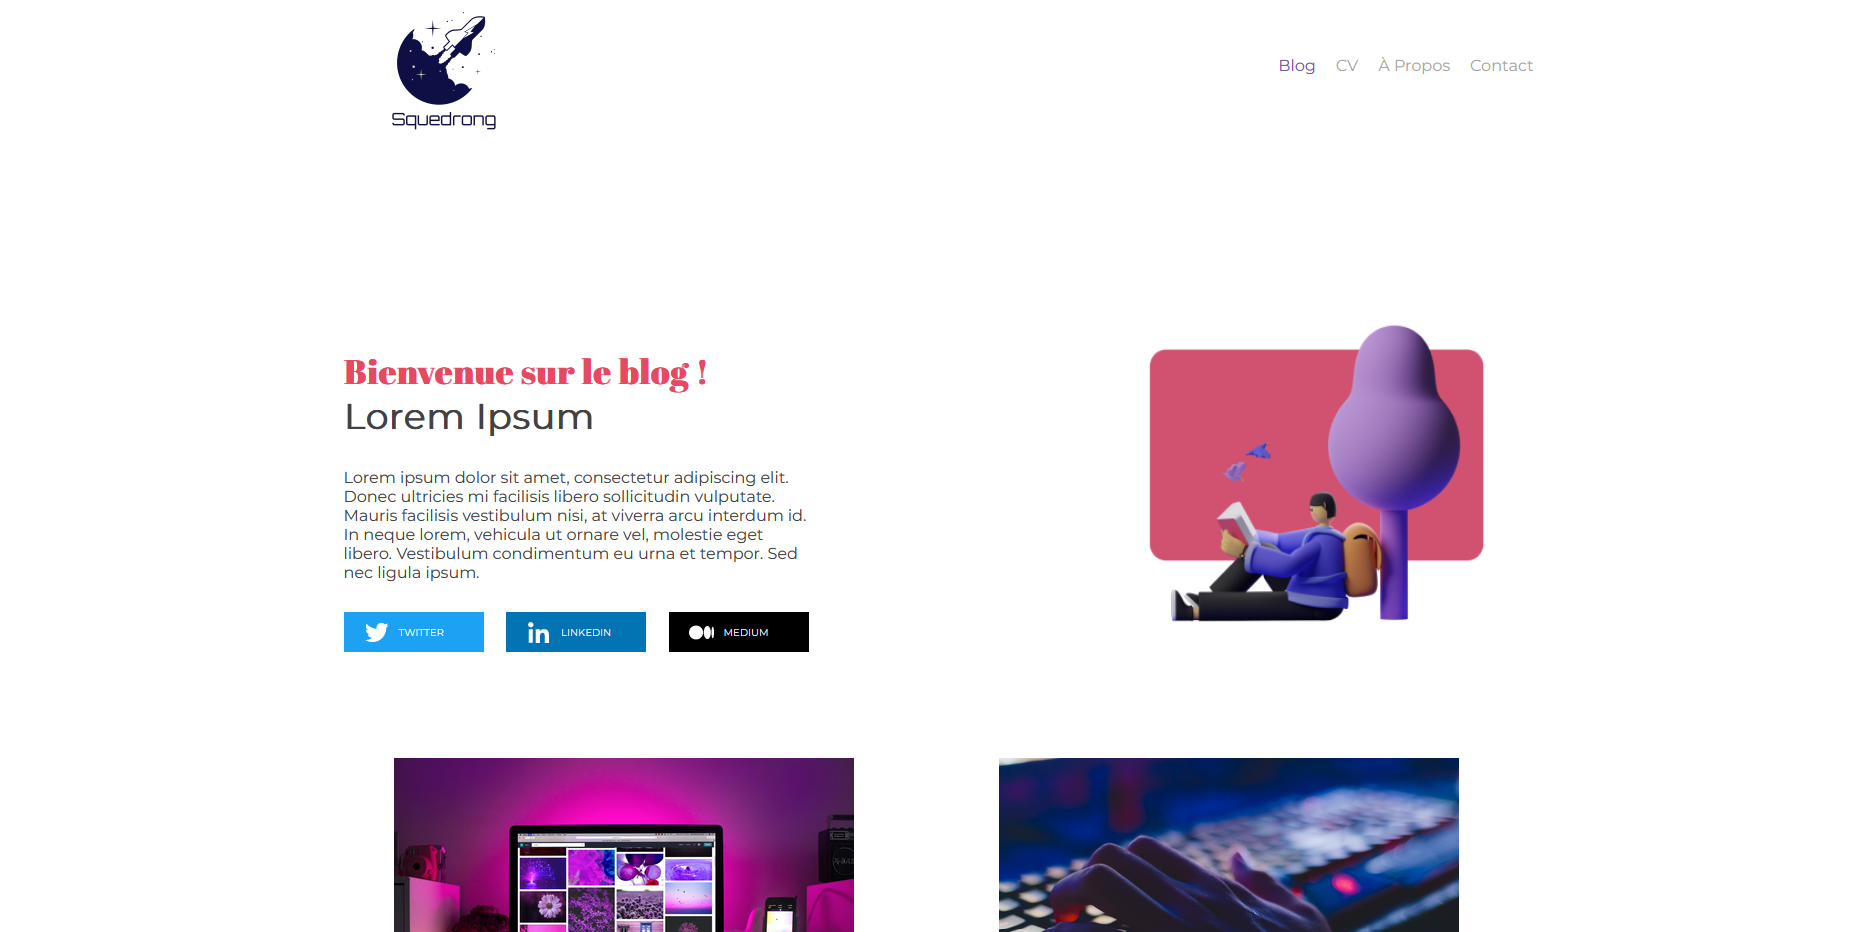 Squedrong
Blog CV À Propos Contact
Bienvenue sur le blog !
Lorem Ipsum
Lorem ipsum dolor sit amet, consectetur adipiscing elit.
Donec ultricies mi facilisis libero sollicitudin vulputate.
Mauris facilisis vestibulum nisi, at viverra arcu interdum id.
In neque lorem, vehicula ut ornare vel, molestie eget
libero. Vestibulum condimentum eu urna et tempor. Sed
nec ligula ipsum.
TWITTER LINKEDIN MEDIUM